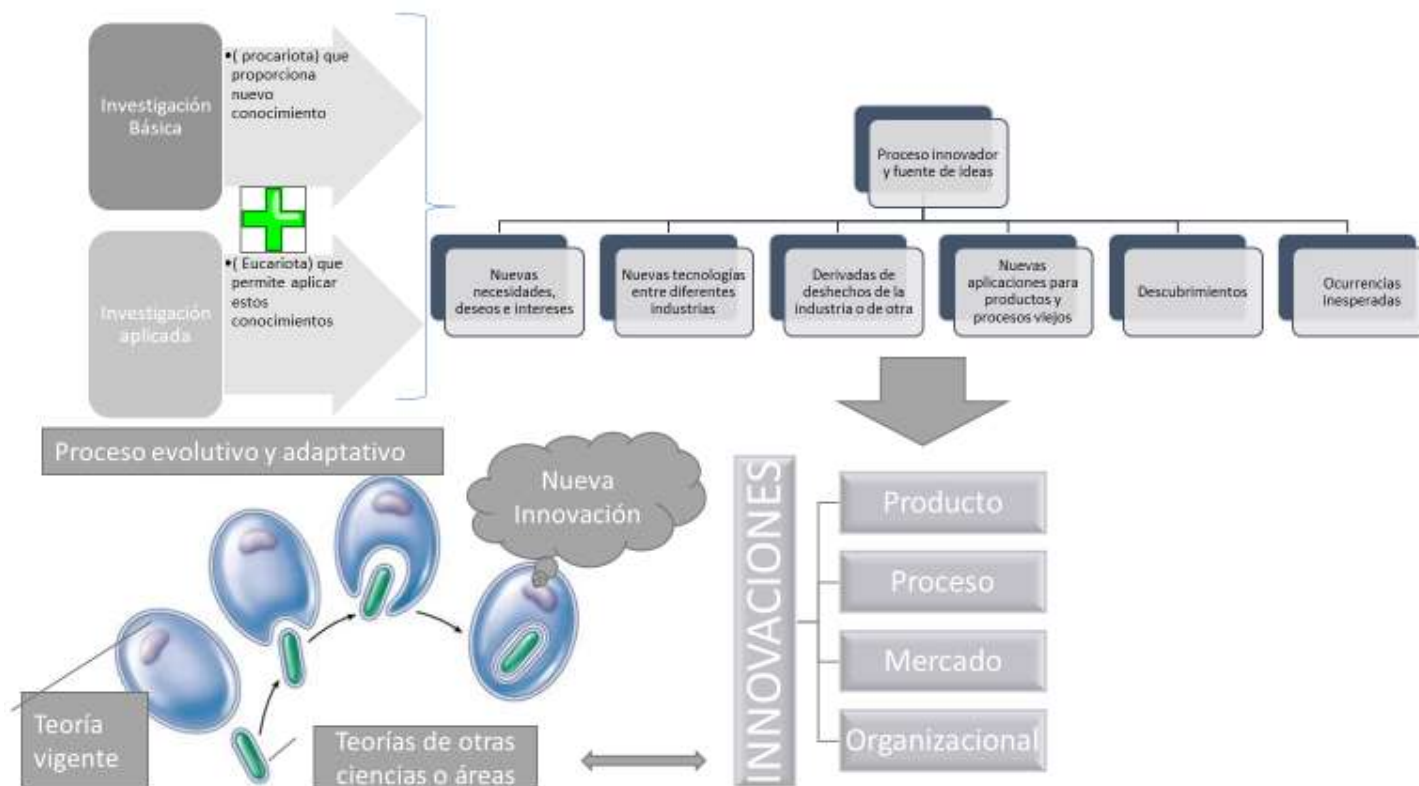 Investigación
Básica
•( procariota) que
proporciona
nuevo
conocimiento
Investigación
aplicada
•( Eucariota) que
permite aplicar
estos
conocimientos
Proceso innovador
y fuente de ideas
Nuevas
necesidades,
deseos e intereses
Nuevas tecnologías
entre diferentes
industrias
Derivadas de
deshechos de la
industria o de otra
Nuevas
aplicaciones para
productos y
procesos viejos
Descubrimientos
Ocurrencias
inesperadas
Proceso evolutivo y adaptativo
Nueva
Innovación
Teoría
vigente
Teorías de otras
ciencias o áreas
INNOVACIONES
Producto
Proceso
Mercado
Organizacional